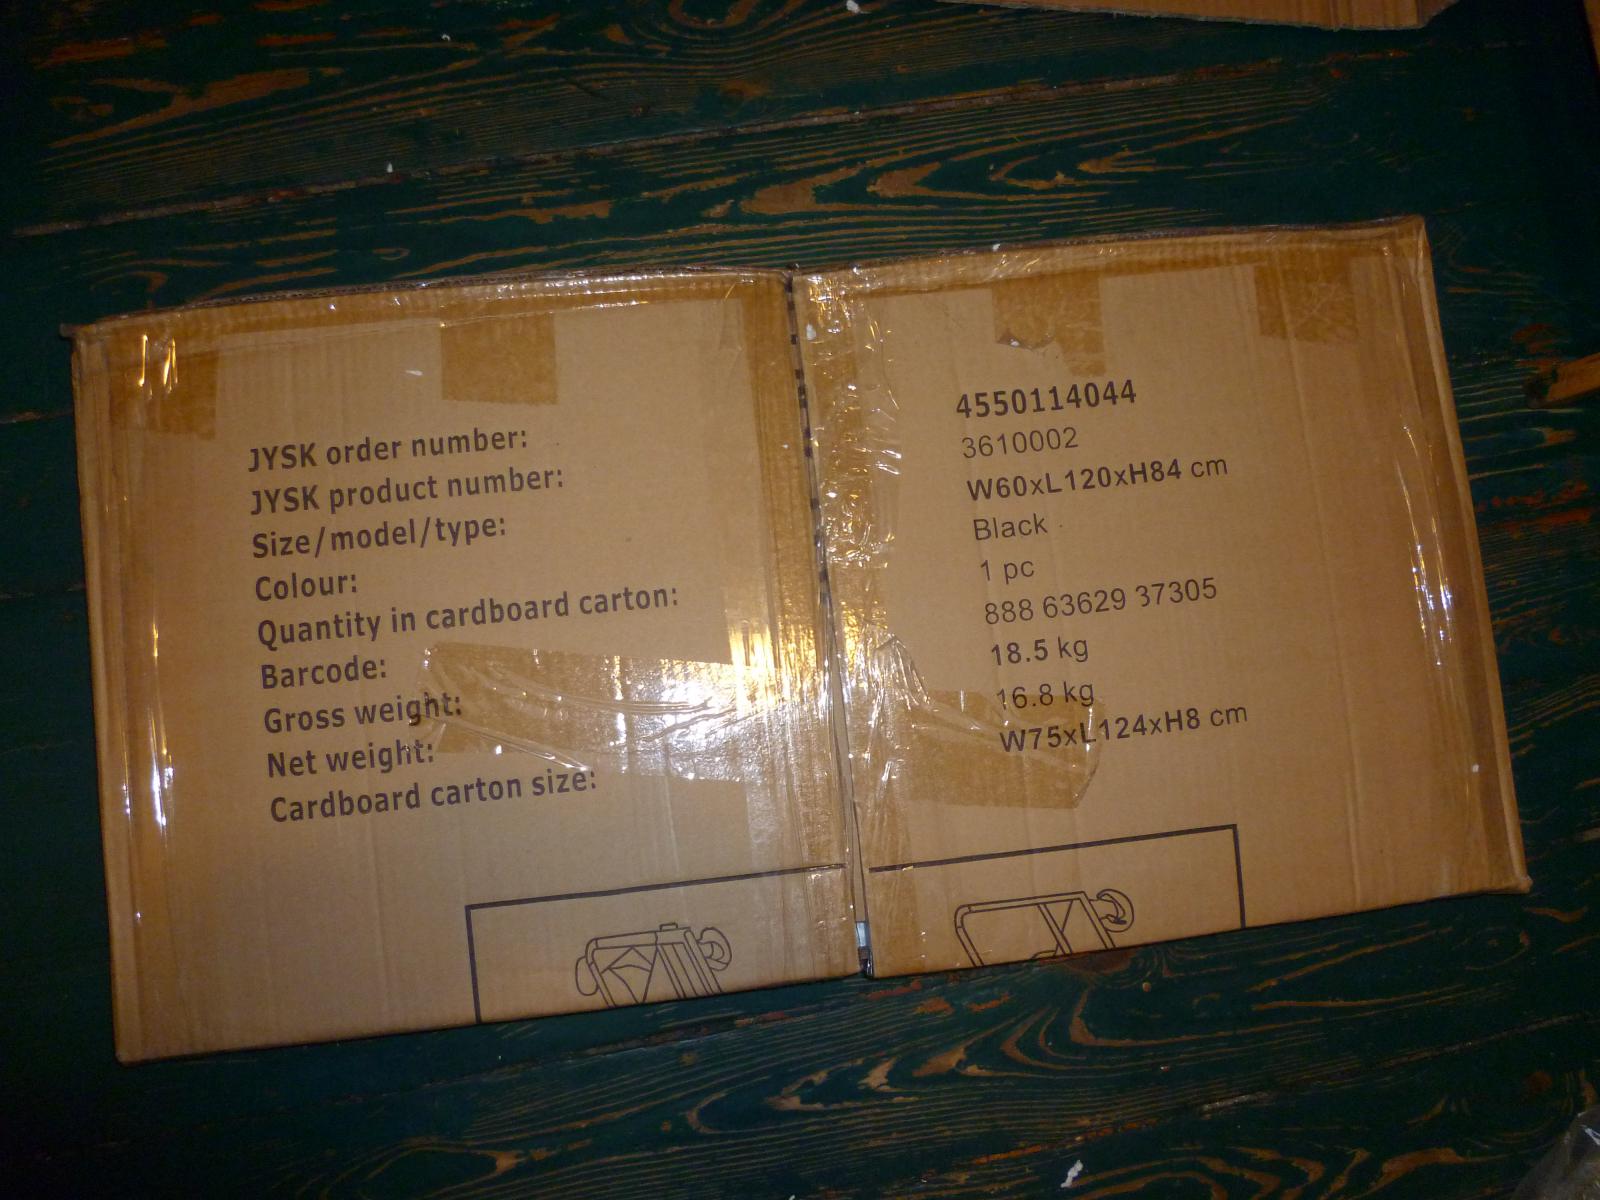 JYSK order number: 4550114044
JYSK product number: 3610002
Size/model/type: W60xL120xH84 cm
Colour: Black
Quantity in cardboard carton: 1 pc
Barcode: 888 63629 37305
Gross weight: 18.5 kg
Net weight: 16.8 kg
Cardboard carton size: W75xL124xH8 cm